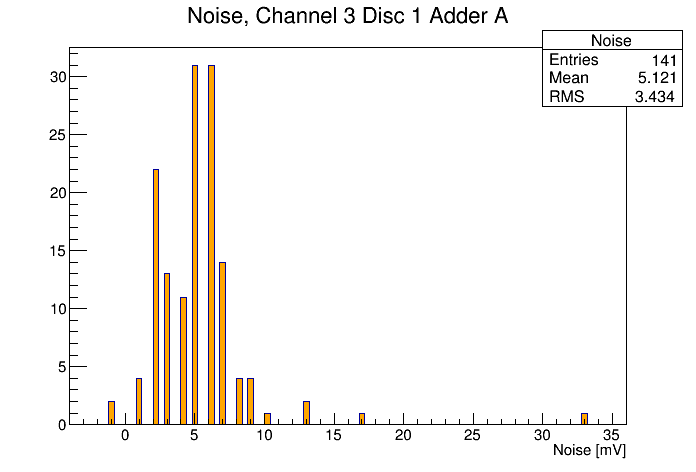 Noise, Channel 3 Disc 1 Adder A
Noise
Entries 141
Mean 5.121
RMS 3.434
30
25
20
15
10
5
0
0 5 10 15 20 25 30 35
Noise [mV]